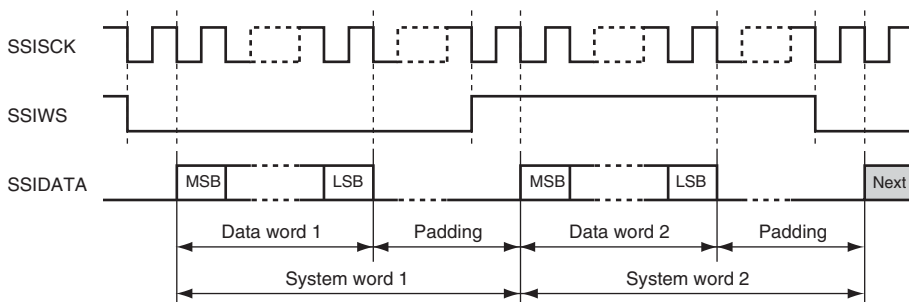 SSISCK
SSIWS
SSIDATA
MSB
LSB
MSB
LSB
Next
Data word 1
Padding
Data word 2
Padding
System word 1
System word 2